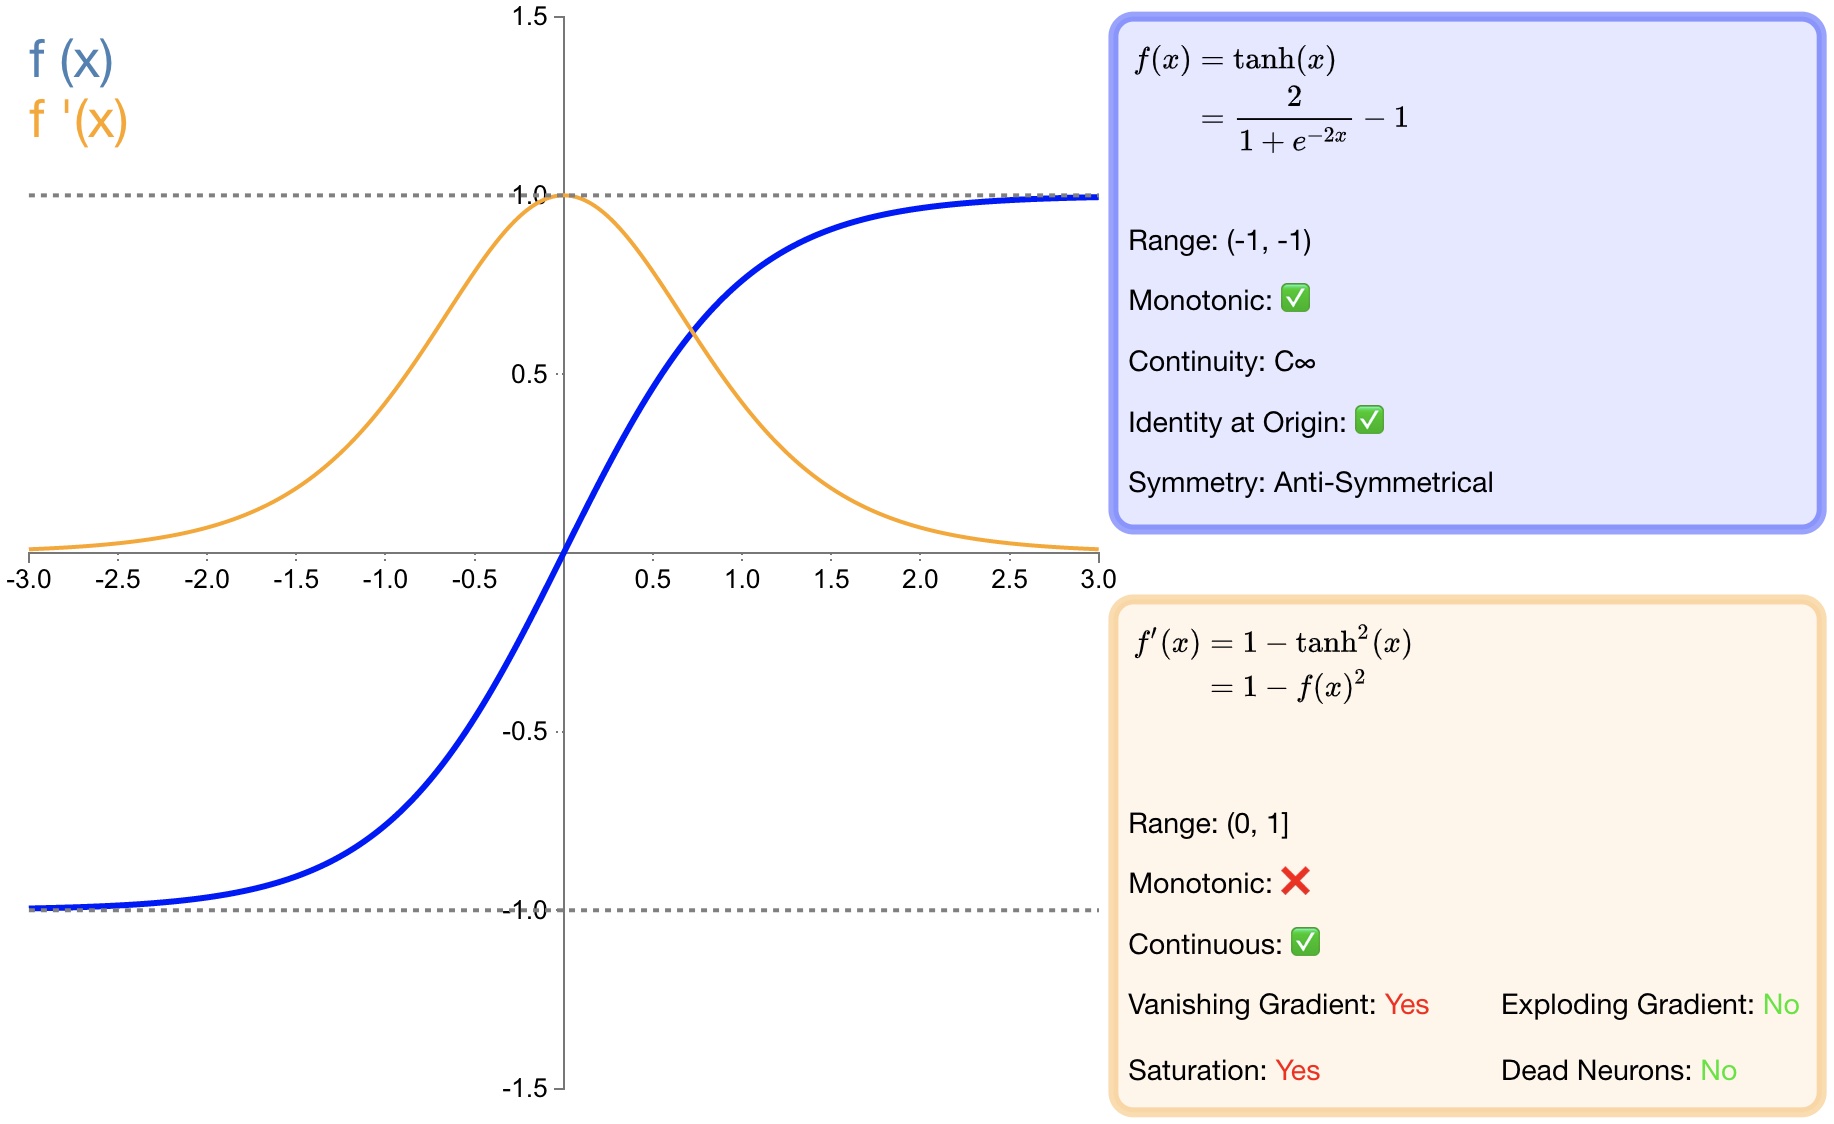 f (x)
f '(x)
1.5
1.0
0.5
-0.5
-1.0
-1.5
-3.0 -2.5 -2.0 -1.5 -1.0 -0.5 0.5 1.0 1.5 2.0 2.5 3.0
f(x) = tanh(x)
= \frac{2}{1 + e^{-2x}} − 1
Range: (-1, -1)
Monotonic: ✅
Continuity: C∞
Identity at Origin: ✅
Symmetry: Anti-Symmetrical
f′(x) = 1 − tanh²(x)
= 1 − f(x)²
Range: (0, 1]
Monotonic: ❌
Continuous: ✅
Vanishing Gradient: Yes Exploding Gradient: No
Saturation: Yes Dead Neurons: No